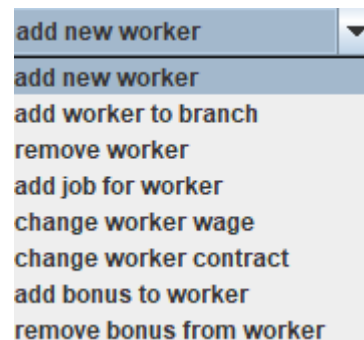 add new worker
add new worker
add worker to branch
remove worker
add job for worker
change worker wage
change worker contract
add bonus to worker
remove bonus from worker